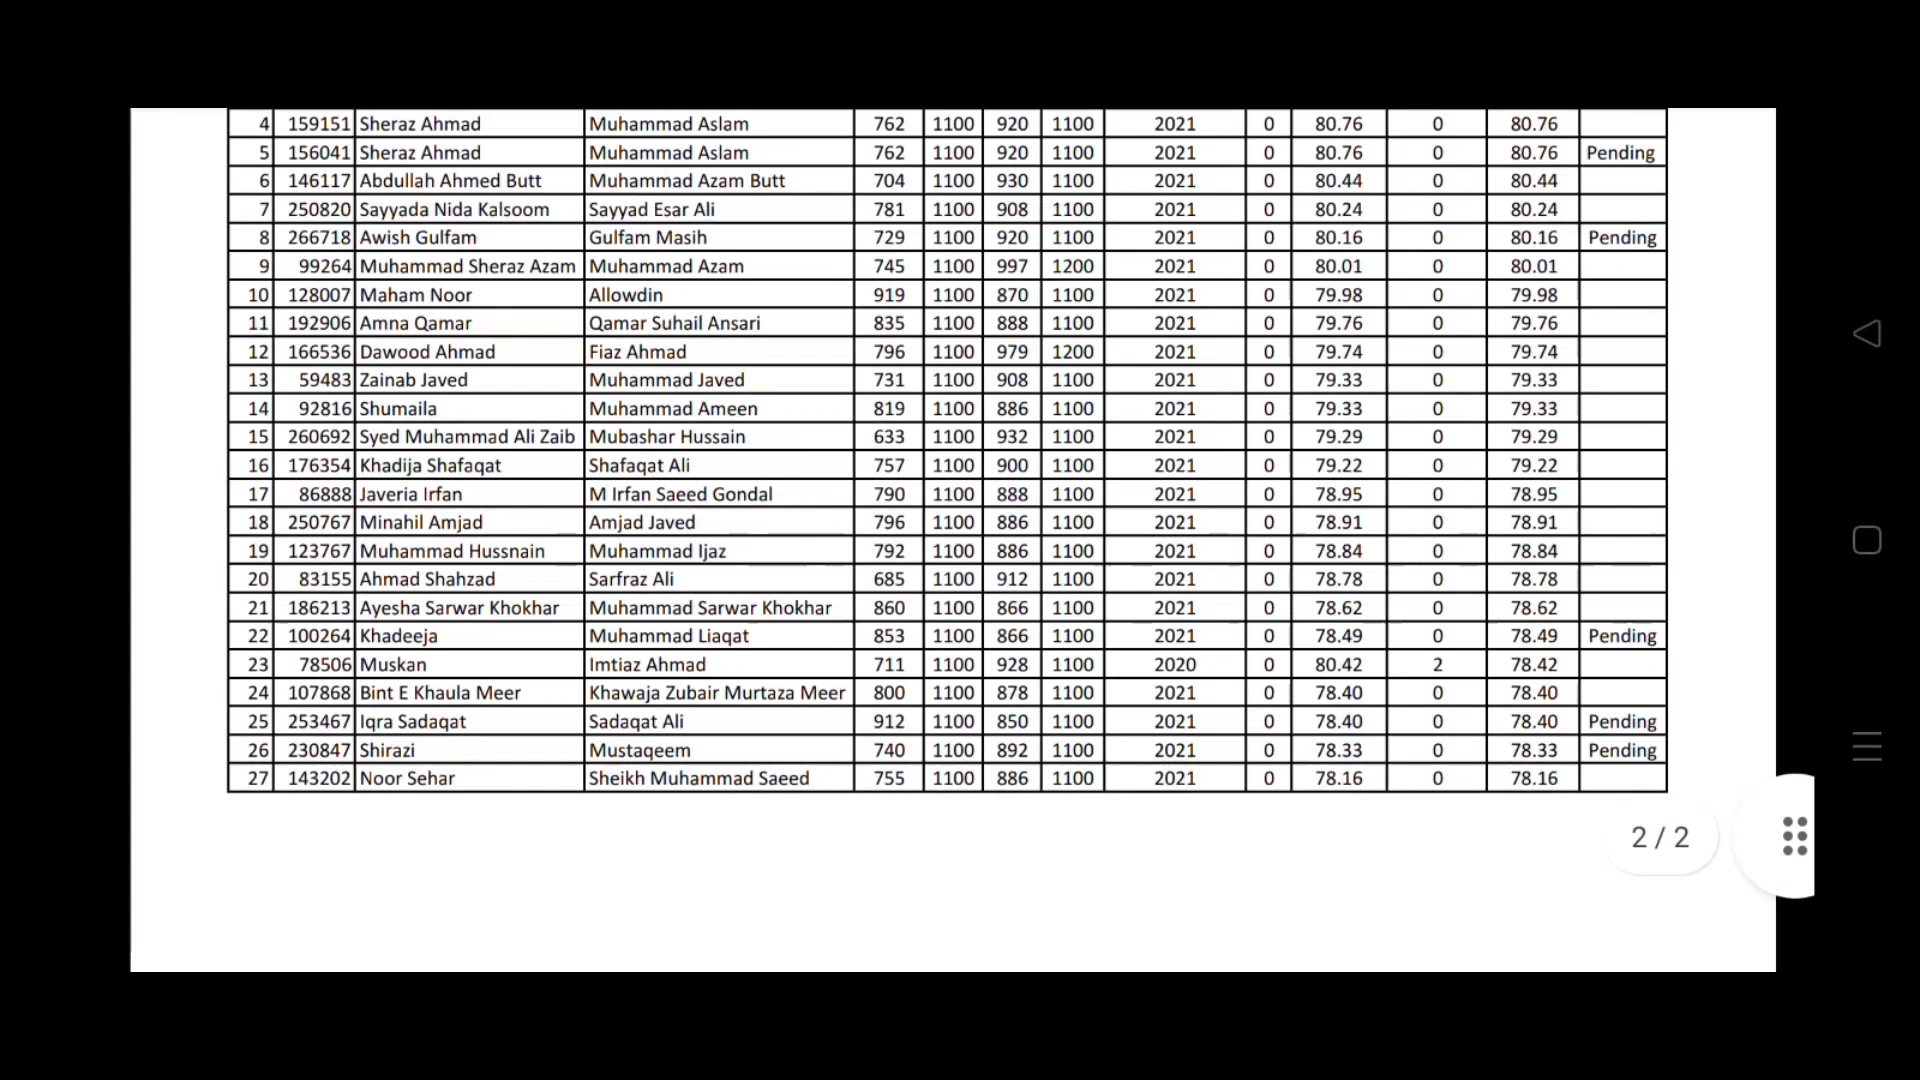 4 159151 Sheraz Ahmad Muhammad Aslam 762 1100 920 1100 2021 0 80.76 0 80.76
5 156041 Sheraz Ahmad Muhammad Aslam 762 1100 920 1100 2021 0 80.76 0 80.76 Pending
6 146117 Abdullah Ahmed Butt Muhammad Azam Butt 704 1100 930 1100 2021 0 80.44 0 80.44
7 250820 Sayyada Nida Kalsoom Sayyad Esar Ali 781 1100 908 1100 2021 0 80.24 0 80.24
8 266718 Awish Gulfam Gulfam Masih 729 1100 920 1100 2021 0 80.16 0 80.16 Pending
9 99264 Muhammad Sheraz Azam Muhammad Azam 745 1100 997 1200 2021 0 80.01 0 80.01
10 128007 Maham Noor Allowdin 919 1100 870 1100 2021 0 79.98 0 79.98
11 192906 Amna Qamar Qamar Suhail Ansari 835 1100 888 1100 2021 0 79.76 0 79.76
12 166536 Dawood Ahmad Fiaz Ahmad 796 1100 979 1200 2021 0 79.74 0 79.74
13 59483 Zainab Javed Muhammad Javed 731 1100 908 1100 2021 0 79.33 0 79.33
14 92816 Shumaila Muhammad Ameen 819 1100 886 1100 2021 0 79.33 0 79.33
15 260692 Syed Muhammad Ali Zaib Mubashar Hussain 633 1100 932 1100 2021 0 79.29 0 79.29
16 176354 Khadija Shafaqat Shafaqat Ali 757 1100 900 1100 2021 0 79.22 0 79.22
17 86888 Javeria Irfan M Irfan Saeed Gondal 790 1100 888 1100 2021 0 78.95 0 78.95
18 250767 Minahil Amjad Amjad Javed 796 1100 886 1100 2021 0 78.91 0 78.91
19 123767 Muhammad Hussnain Muhammad Ijaz 792 1100 886 1100 2021 0 78.84 0 78.84
20 83155 Ahmad Shahzad Sarfraz Ali 685 1100 912 1100 2021 0 78.78 0 78.78
21 186213 Ayesha Sarwar Khokhar Muhammad Sarwar Khokhar 860 1100 866 1100 2021 0 78.62 0 78.62
22 100264 Khadeeja Muhammad Liaqat 853 1100 866 1100 2021 0 78.49 0 78.49 Pending
23 78506 Muskan Imtiaz Ahmad 711 1100 928 1100 2020 0 80.42 2 78.42
24 107868 Bint E Khaula Meer Khawaja Zubair Murtaza Meer 800 1100 878 1100 2021 0 78.40 0 78.40
25 253467 Iqra Sadaqat Sadaqat Ali 912 1100 850 1100 2021 0 78.40 0 78.40 Pending
26 230847 Shirazi Mustaqeem 740 1100 892 1100 2021 0 78.33 0 78.33 Pending
27 143202 Noor Sehar Sheikh Muhammad Saeed 755 1100 886 1100 2021 0 78.16 0 78.16
2 / 2